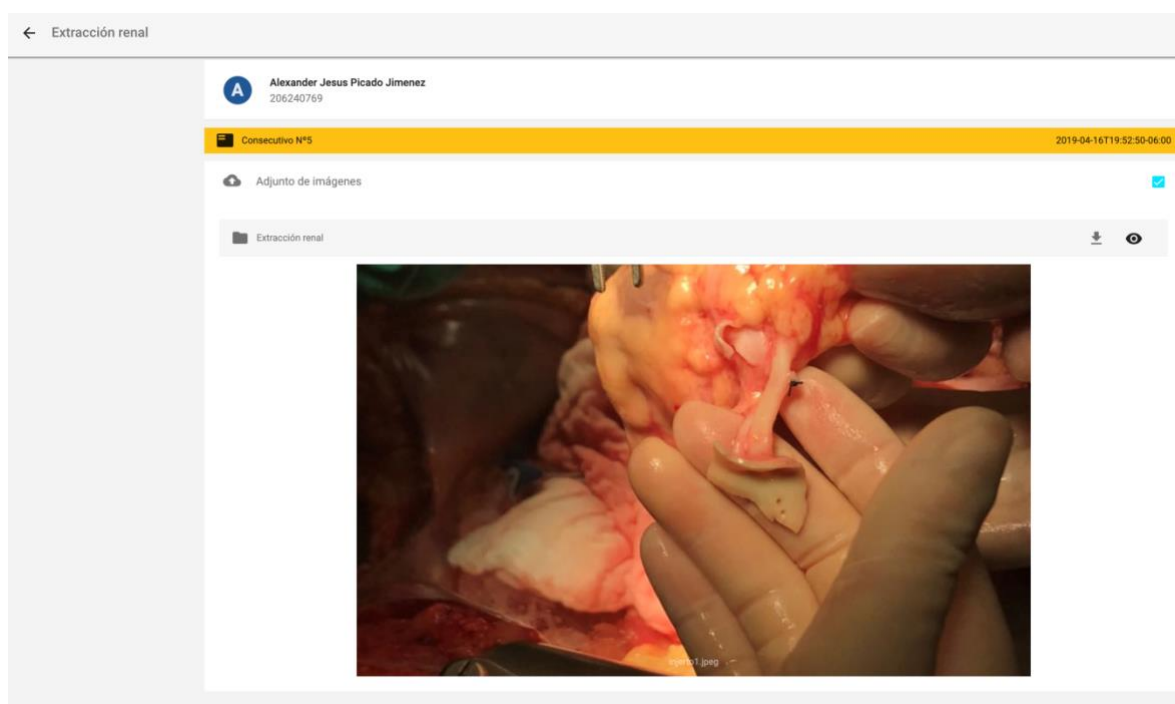 Extracción renal
A
Alexander Jesus Picado Jimenez
206240769
Consecutivo Nº5
2019-04-16T19:52:50-06:00
Adjunto de imágenes
Extracción renal
injerto1.jpeg